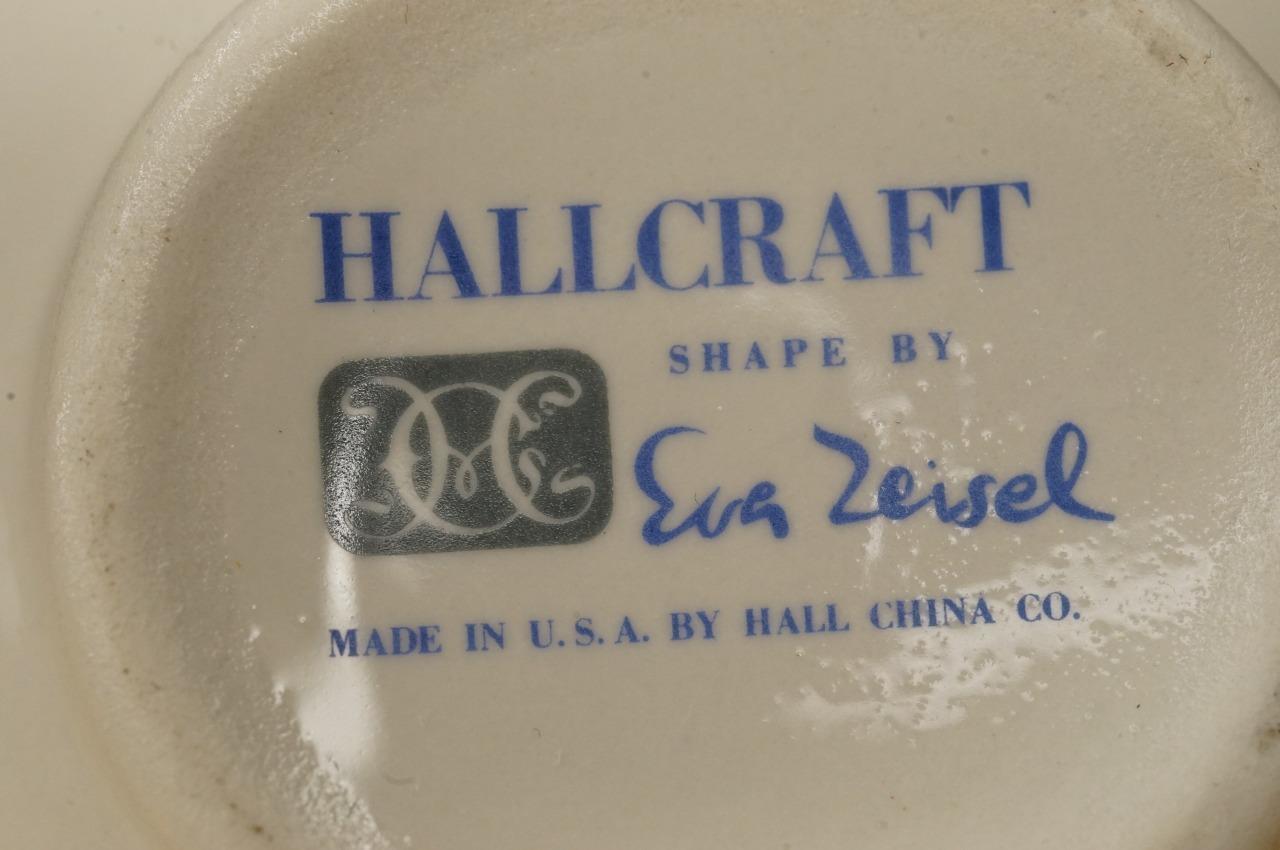 HALLCRAFT
SHAPE BY
Eva Zeisel
MADE IN U.S.A. BY HALL CHINA CO.